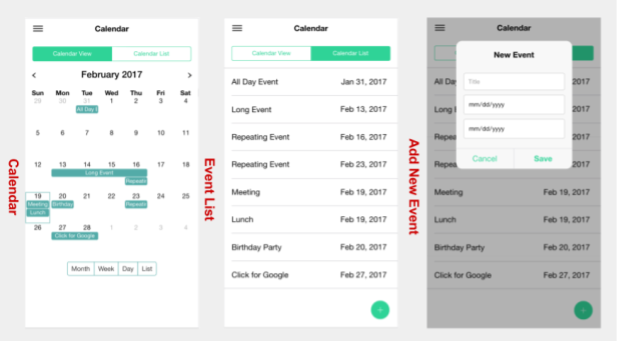 Calendar
Calendar View Calendar List
< February 2017 >
Sun Mon Tue Wed Thu Fri Sat
29 30 31 1 2 3 4
All Day E
5 6 7 8 9 10 11
12 13 14 15 16 17 18
Long Event
Repeatin
19 20 21 22 23 24 25
Meeting Birthday Repeatin
Lunch
26 27 28 1 2 3 4
Click for Google
Month Week Day List
Calendar
Calendar
Calendar View Calendar List
All Day Event Jan 31, 2017
Long Event Feb 13, 2017
Repeating Event Feb 16, 2017
Repeating Event Feb 23, 2017
Meeting Feb 19, 2017
Lunch Feb 19, 2017
Birthday Party Feb 20, 2017
Click for Google Feb 27, 2017
+
Event List
Calendar
New Event
Title
mm/dd/yyyy
mm/dd/yyyy
Cancel Save
All Da 2017
Long 2017
Repea 2017
Repea 2017
Meeting Feb 19, 2017
Lunch Feb 19, 2017
Birthday Party Feb 20, 2017
Click for Google Feb 27, 2017
+
Add New Event